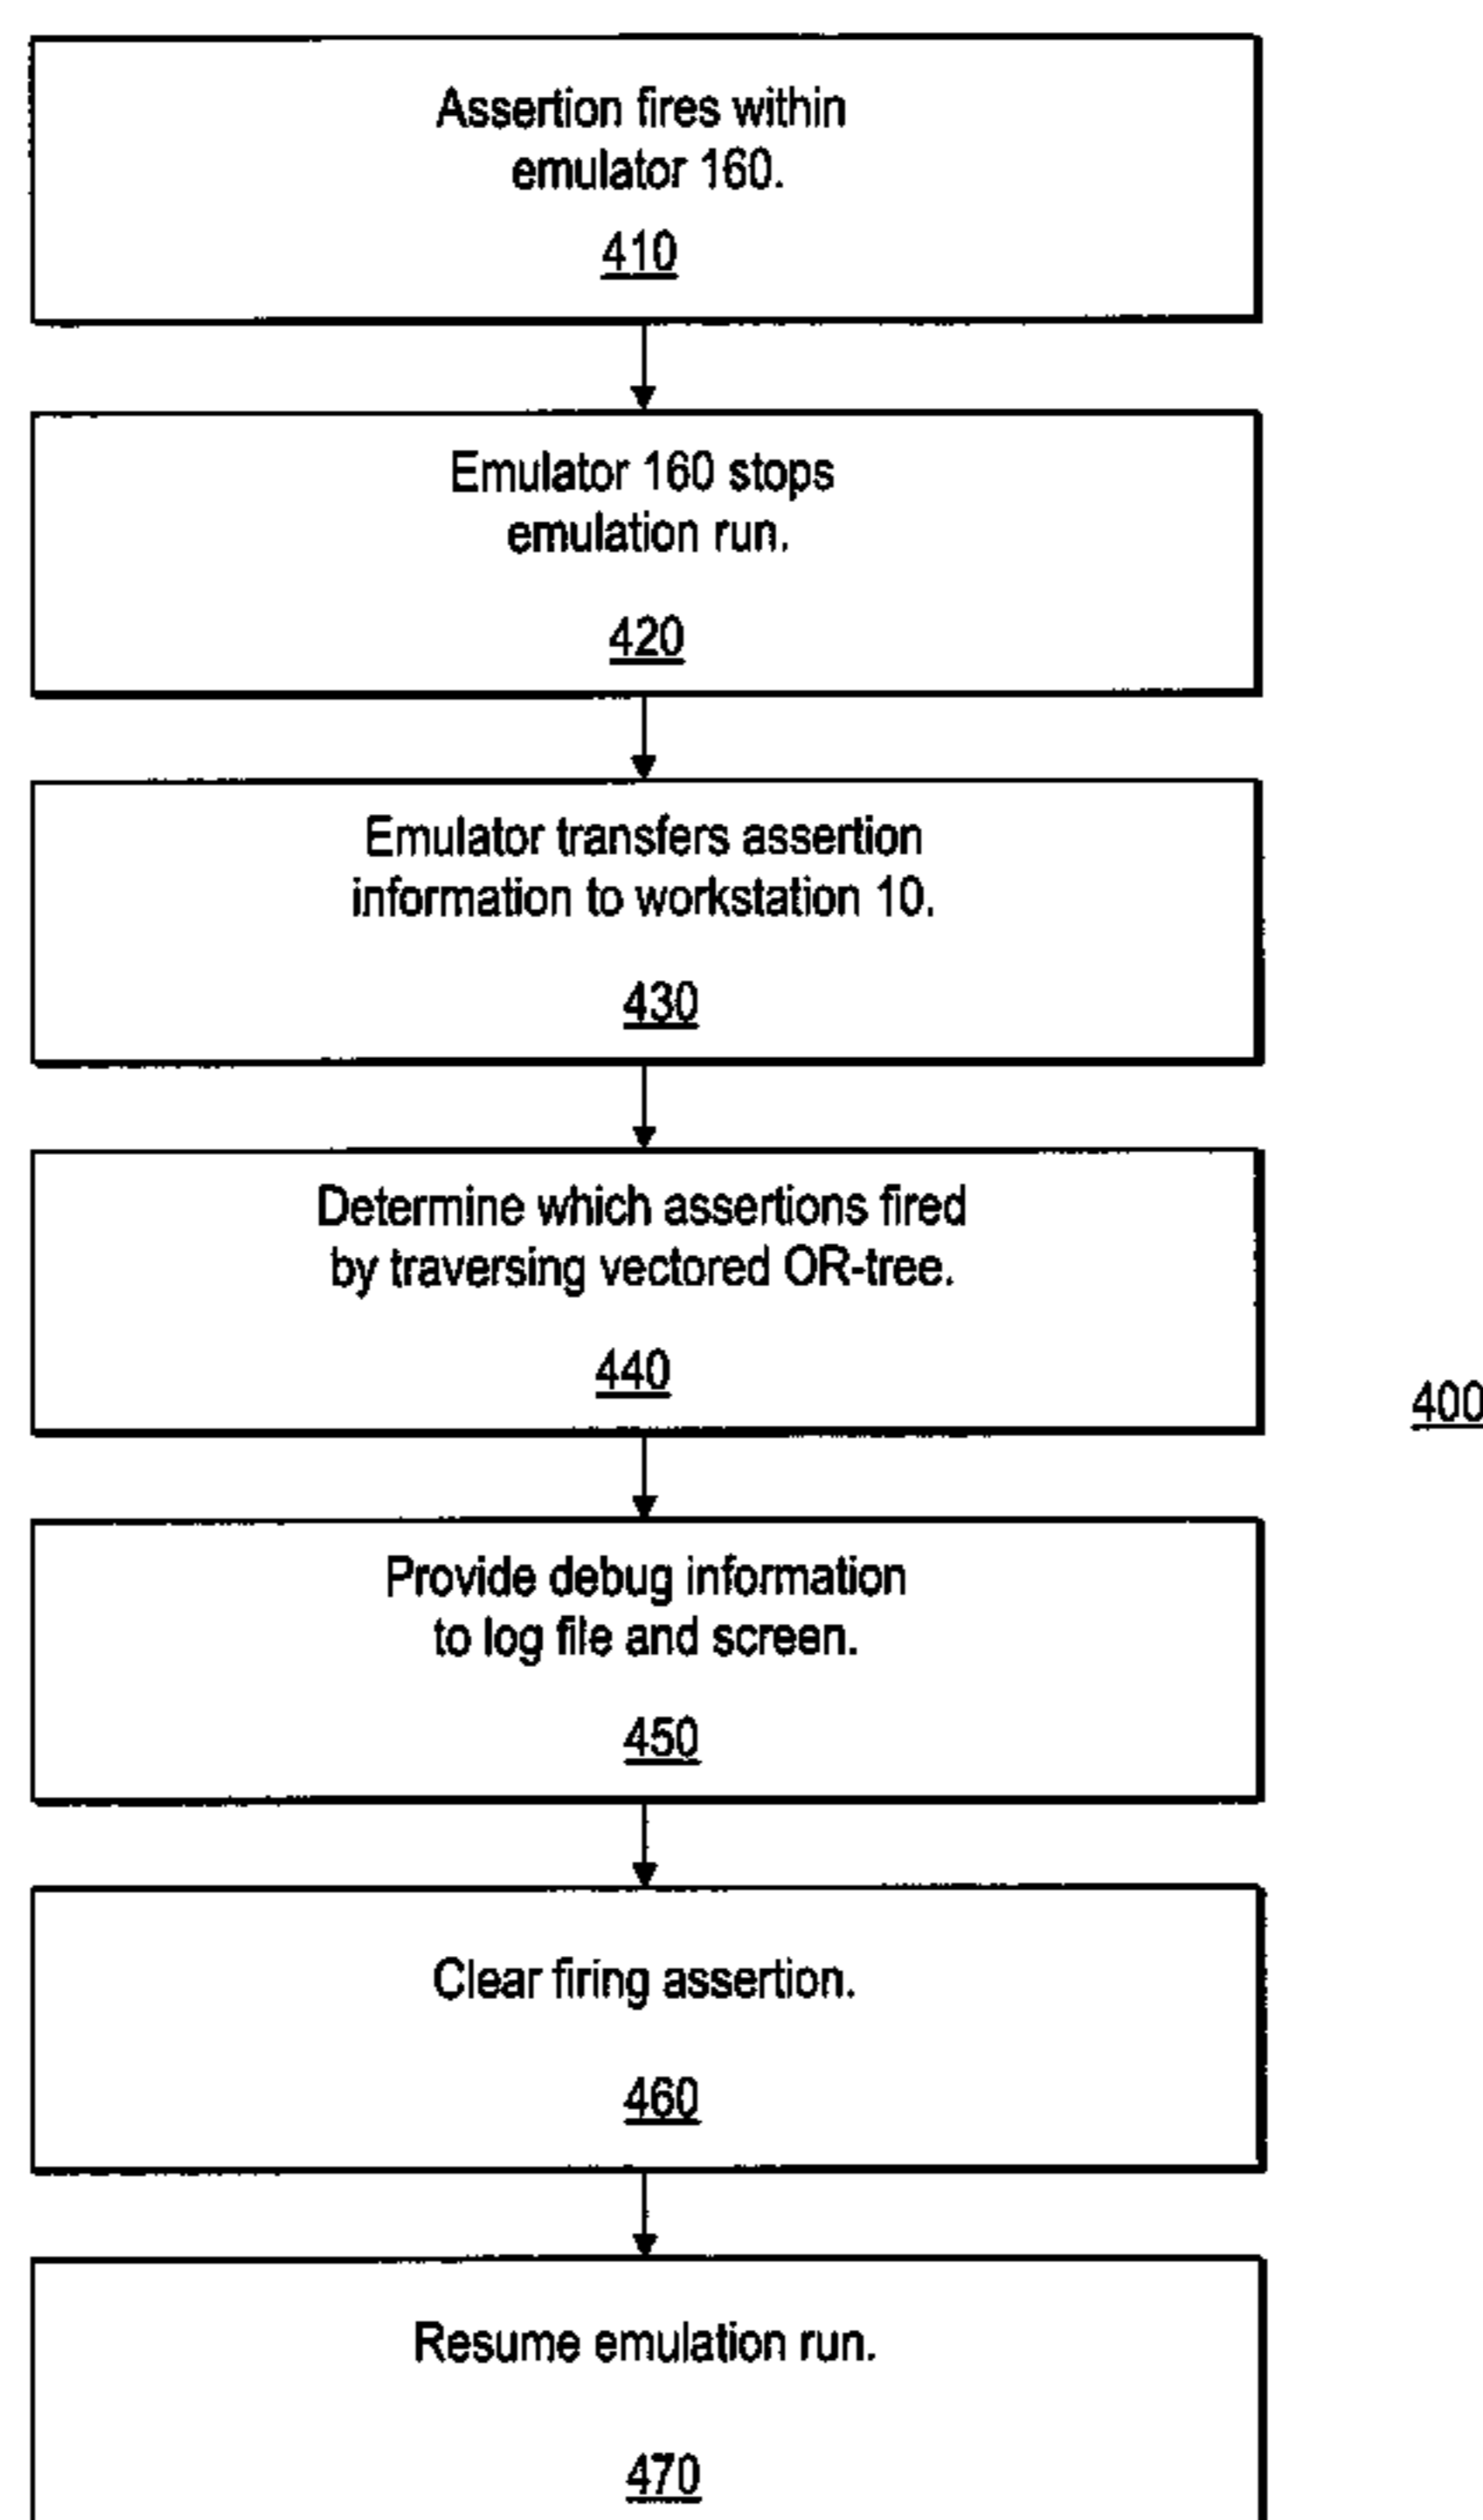 Assertion fires within
emulator 160.
410
Emulator 160 stops
emulation run.
420
Emulator transfers assertion
information to workstation 10.
430
Determine which assertions fired
by traversing vectored OR-tree.
440
400
Provide debug information
to log file and screen.
450
Clear firing assertion.
460
Resume emulation run.
470